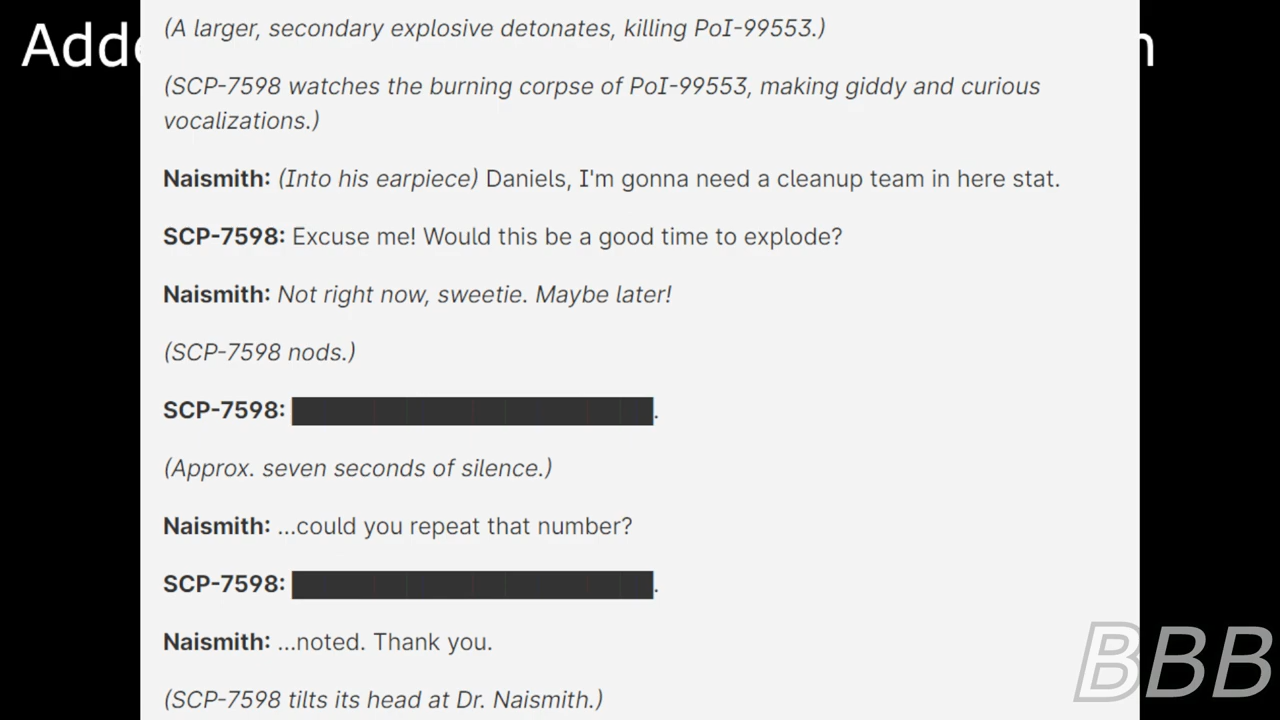 Adde
n
(A larger, secondary explosive detonates, killing PoI-99553.)
(SCP-7598 watches the burning corpse of PoI-99553, making giddy and curious
vocalizations.)
Naismith: (Into his earpiece) Daniels, I'm gonna need a cleanup team in here stat.
SCP-7598: Excuse me! Would this be a good time to explode?
Naismith: Not right now, sweetie. Maybe later!
(SCP-7598 nods.)
SCP-7598: ███████████.
(Approx. seven seconds of silence.)
Naismith: ...could you repeat that number?
SCP-7598: ███████████.
Naismith: ...noted. Thank you.
(SCP-7598 tilts its head at Dr. Naismith.)
BBB